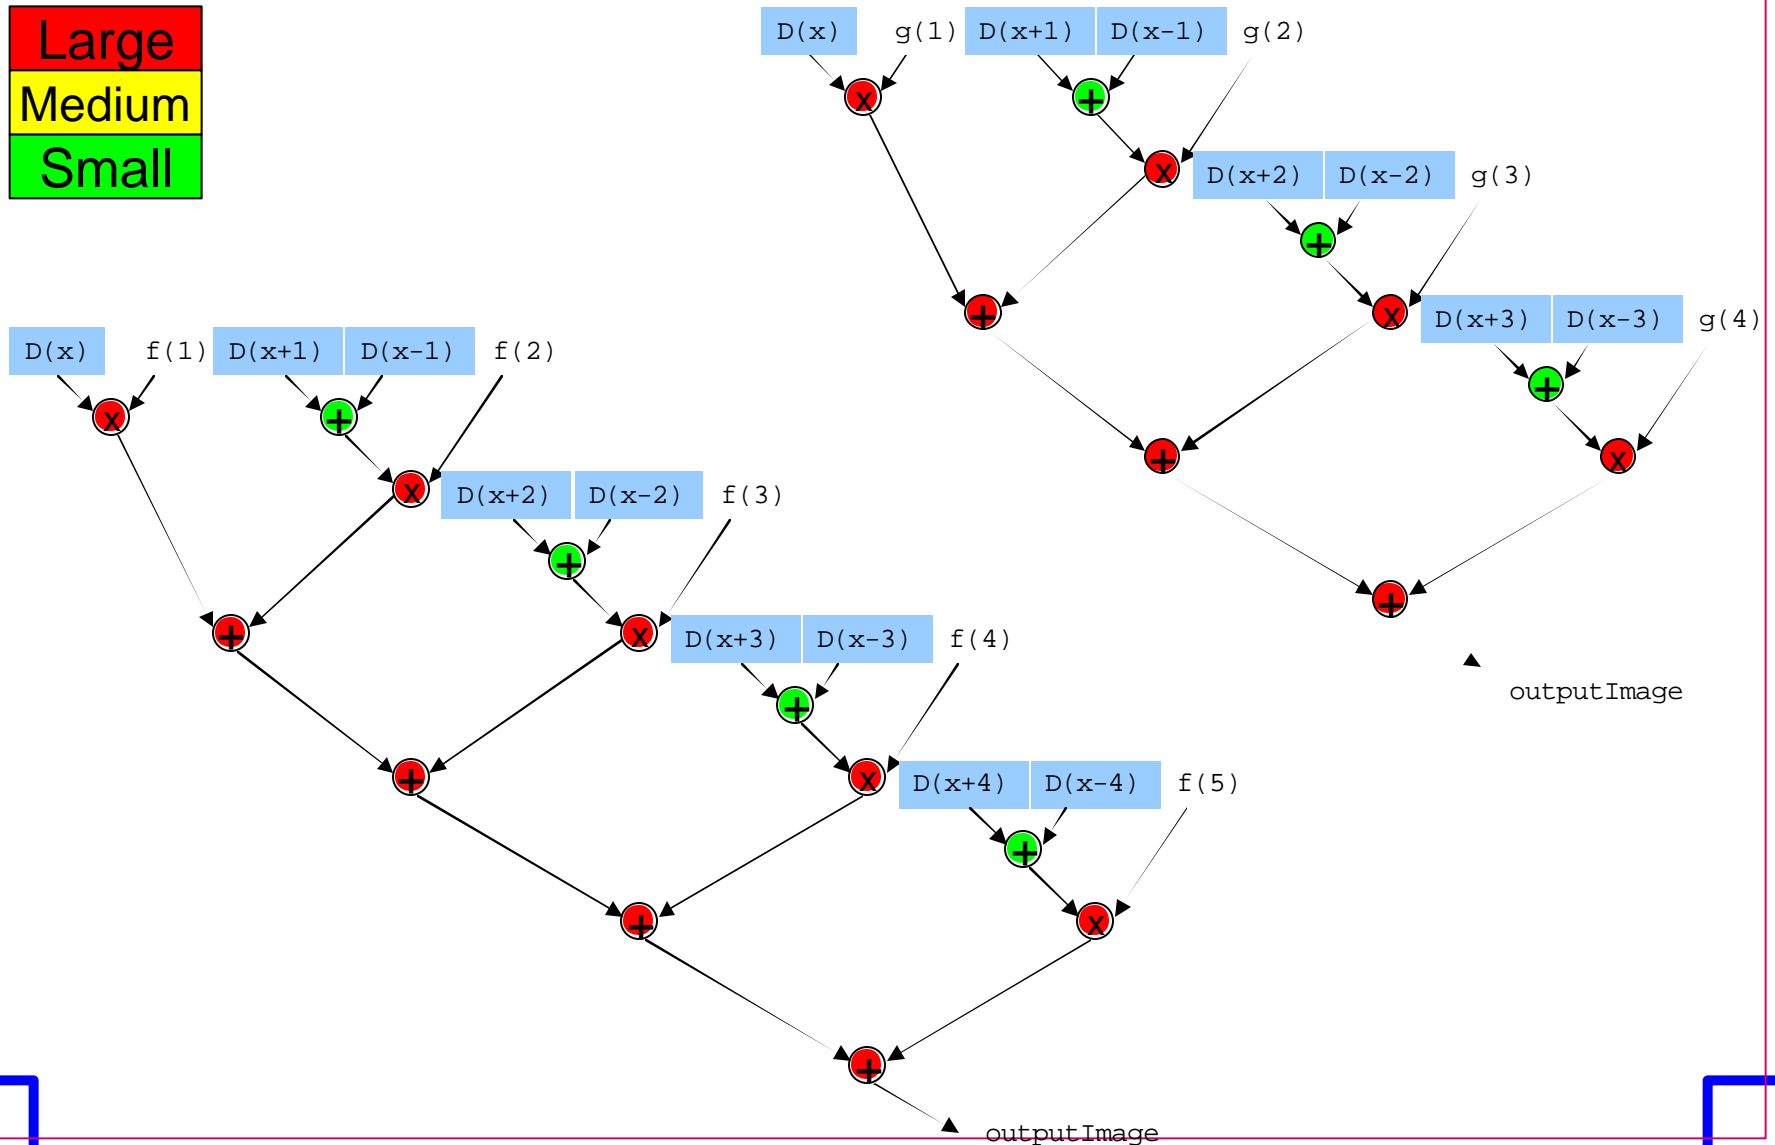 Large
Medium
Small
D(x) g(1) D(x+1) D(x-1) g(2)
x +
x D(x+2) D(x-2) g(3)
+
+ x D(x+3) D(x-3) g(4)
D(x) f(1) D(x+1) D(x-1) f(2)
+
x +
+ x
x D(x+2) D(x-2) f(3)
+
+
+ x D(x+3) D(x-3) f(4)
outputImage
+
+ x D(x+4) D(x-4) f(5)
+
+ x
+
outputImage